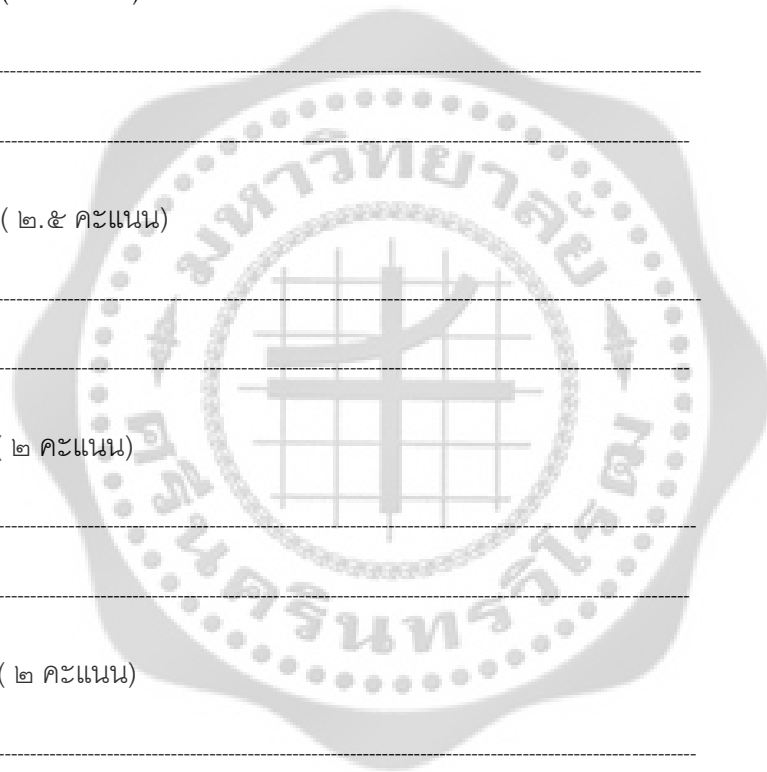 ( ๒.๕ คะแนน)
( ๒ คะแนน)
( ๒ คะแนน)
มหาวิทยาลัย
ศรีนครินทรวิโรฒ